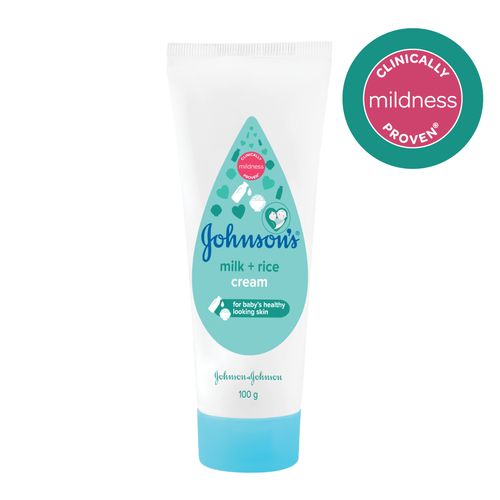 CLINICALLY
mildness
PROVEN®
CLINICALLY
mildness
PROVEN®
Johnson's®
milk + rice
cream
for baby's healthy
looking skin
Johnson & Johnson
100 g